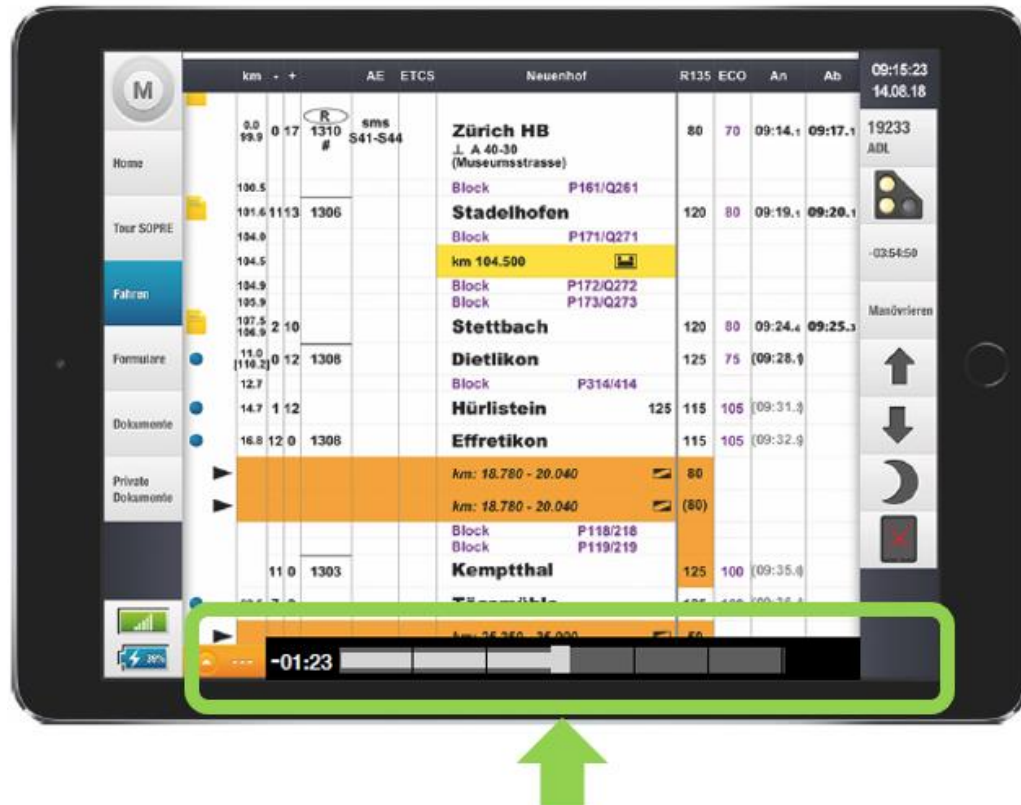 M
Home
Tour SOPRE
Fahren
Formulare
Dokumente
Private
Dokumente
39%
km - + AE ETCS Neuenhof R135 ECO An Ab
0.0
99.9 0 17 R
1310
# sms
S41-S44 Zürich HB 80 70 09:14.1 09:17.1
⊥ A 40-30
(Museumsstrasse)
100.5 Block P161/Q261
101.6 11 13 1306 Stadelhofen 120 80 09:19.1 09:20.1
104.0 Block P171/Q271
104.5 km 104.500
104.9 Block P172/Q272
105.9 Block P173/Q273
107.5
106.9 2 10 Stettbach 120 80 09:24.4 09:25.3
11.0
(110.2) 0 12 1308 Dietlikon 125 75 (09:28.
12.7 Block P314/414
14.7 1 12 Hürlistein 125 115 105 (09:31.
16.8 12 0 1308 Effretikon 115 105 (09:32.
km: 18.780 - 20.040 80
km: 18.780 - 20.040 (80)
Block P118/218
Block P119/219
11 0 1303 Kemptthal 125 100 (09:35.
-01:23
09:15:23
14.08.18
19233
ADL
-03:54:50
Manövrieren